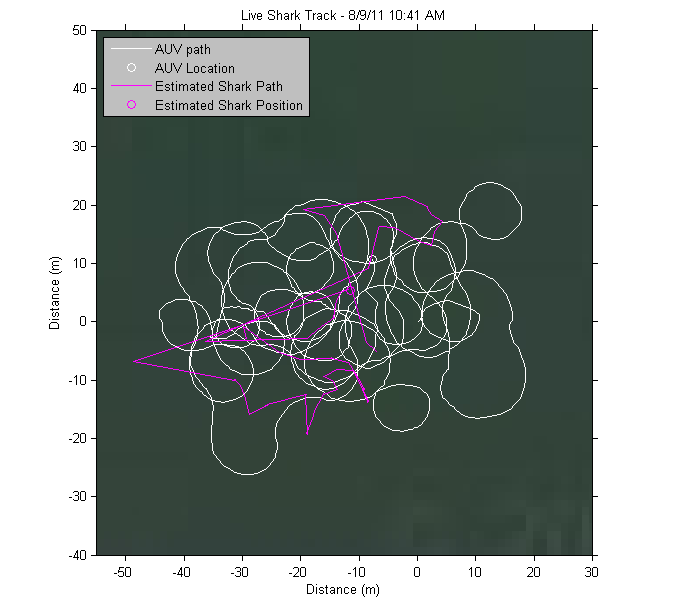 Live Shark Track - 8/9/11 10:41 AM
AUV path
AUV Location
Estimated Shark Path
Estimated Shark Position
50
40
30
20
10
0
-10
-20
-30
-40
Distance (m)
-50 -40 -30 -20 -10 0 10 20 30
Distance (m)